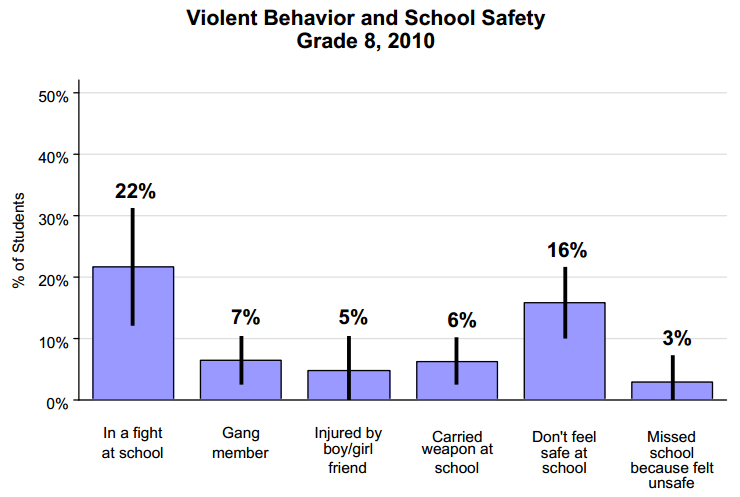 Violent Behavior and School Safety
Grade 8, 2010
% of Students
50%
40%
30%
20%
10%
0%
22%
7%
5%
6%
16%
3%
In a fight
at school
Gang
member
Injured by
boy/girl
friend
Carried
weapon at
school
Don't feel
safe at
school
Missed
school
because felt
unsafe